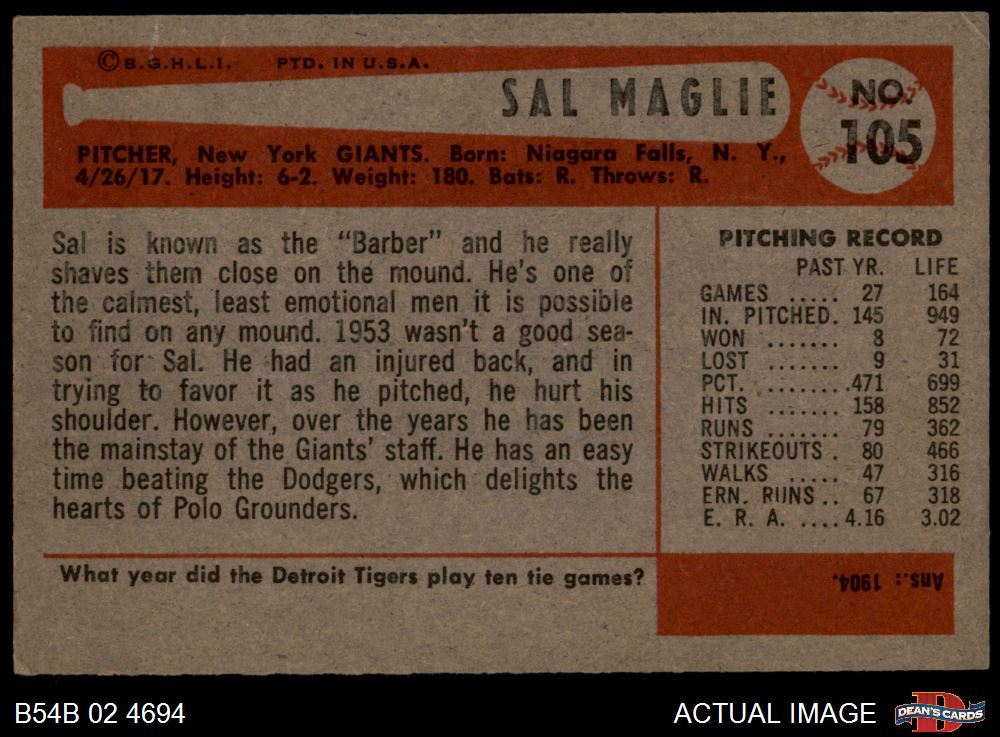 ©B.G.H.L.I. PTD. IN U.S.A.
SAL MAGLIE
NO.
105
PITCHER, New York GIANTS. Born: Niagara Falls, N. Y.,
4/26/17. Height: 6-2. Weight: 180. Bats: R. Throws: R.
Sal is known as the "Barber" and he really
shaves them close on the mound. He's one of
the calmest, least emotional men it is possible
to find on any mound. 1953 wasn't a good sea-
son for Sal. He had an injured back, and in
trying to favor it as he pitched, he hurt his
shoulder. However, over the years he has been
the mainstay of the Giants' staff. He has an easy
time beating the Dodgers, which delights the
hearts of Polo Grounders.
PITCHING RECORD
PAST YR. LIFE
GAMES ..... 27 164
IN. PITCHED. 145 949
WON ....... 8 72
LOST ....... 9 31
PCT. ........ .471 699
HITS ....... 158 852
RUNS ....... 79 362
STRIKEOUTS . 80 466
WALKS ..... 47 316
ERN. RUNS .. 67 318
E. R. A. .... 4.16 3.02
What year did the Detroit Tigers play ten tie games?
Ans.: 1904.
B54B 02 4694
ACTUAL IMAGE
DEAN'S CARDS